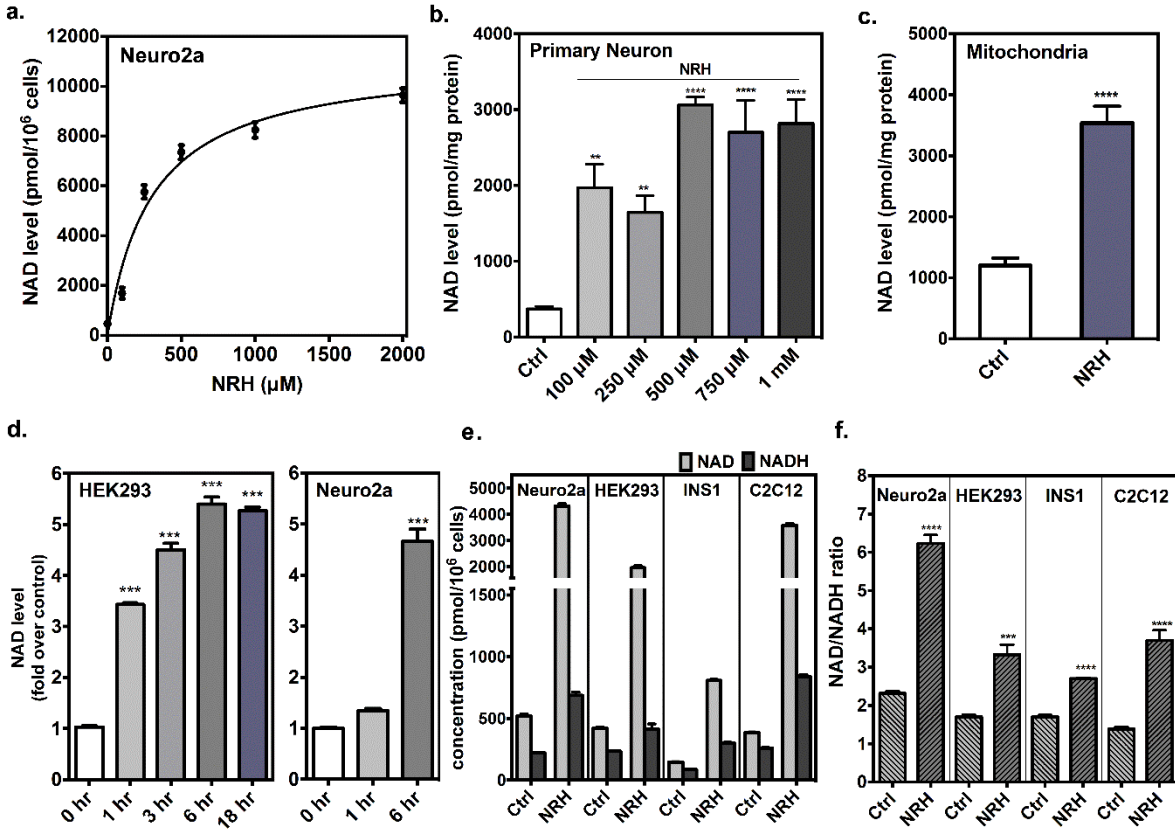 a.
Neuro2a
NAD level (pmol/10⁶ cells)
12000
10000
8000
6000
4000
2000
0
0 500 1000 1500 2000
NRH (µM)
b.
Primary Neuron
NRH
NAD level (pmol/mg protein)
4000
3000
2000
1000
0
** ** **** **** ****
Ctrl 100 µM 250 µM 500 µM 750 µM 1 mM
c.
Mitochondria
NAD level (pmol/mg protein)
5000
4000
3000
2000
1000
0
****
Ctrl NRH
d.
HEK293
NAD level
(fold over control)
6
5
4
3
2
1
0
*** *** *** ***
0 hr 1 hr 3 hr 6 hr 18 hr
Neuro2a
6
5
4
3
2
1
0
***
0 hr 1 hr 6 hr
e.
NAD NADH
Neuro2a HEK293 INS1 C2C12
concentration (pmol/10⁶ cells)
5000
4000
3000
2000
1500
1000
500
0
Ctrl NRH Ctrl NRH Ctrl NRH Ctrl NRH
f.
Neuro2a HEK293 INS1 C2C12
NAD/NADH ratio
8
6
4
2
0
**** *** **** ****
Ctrl NRH Ctrl NRH Ctrl NRH Ctrl NRH